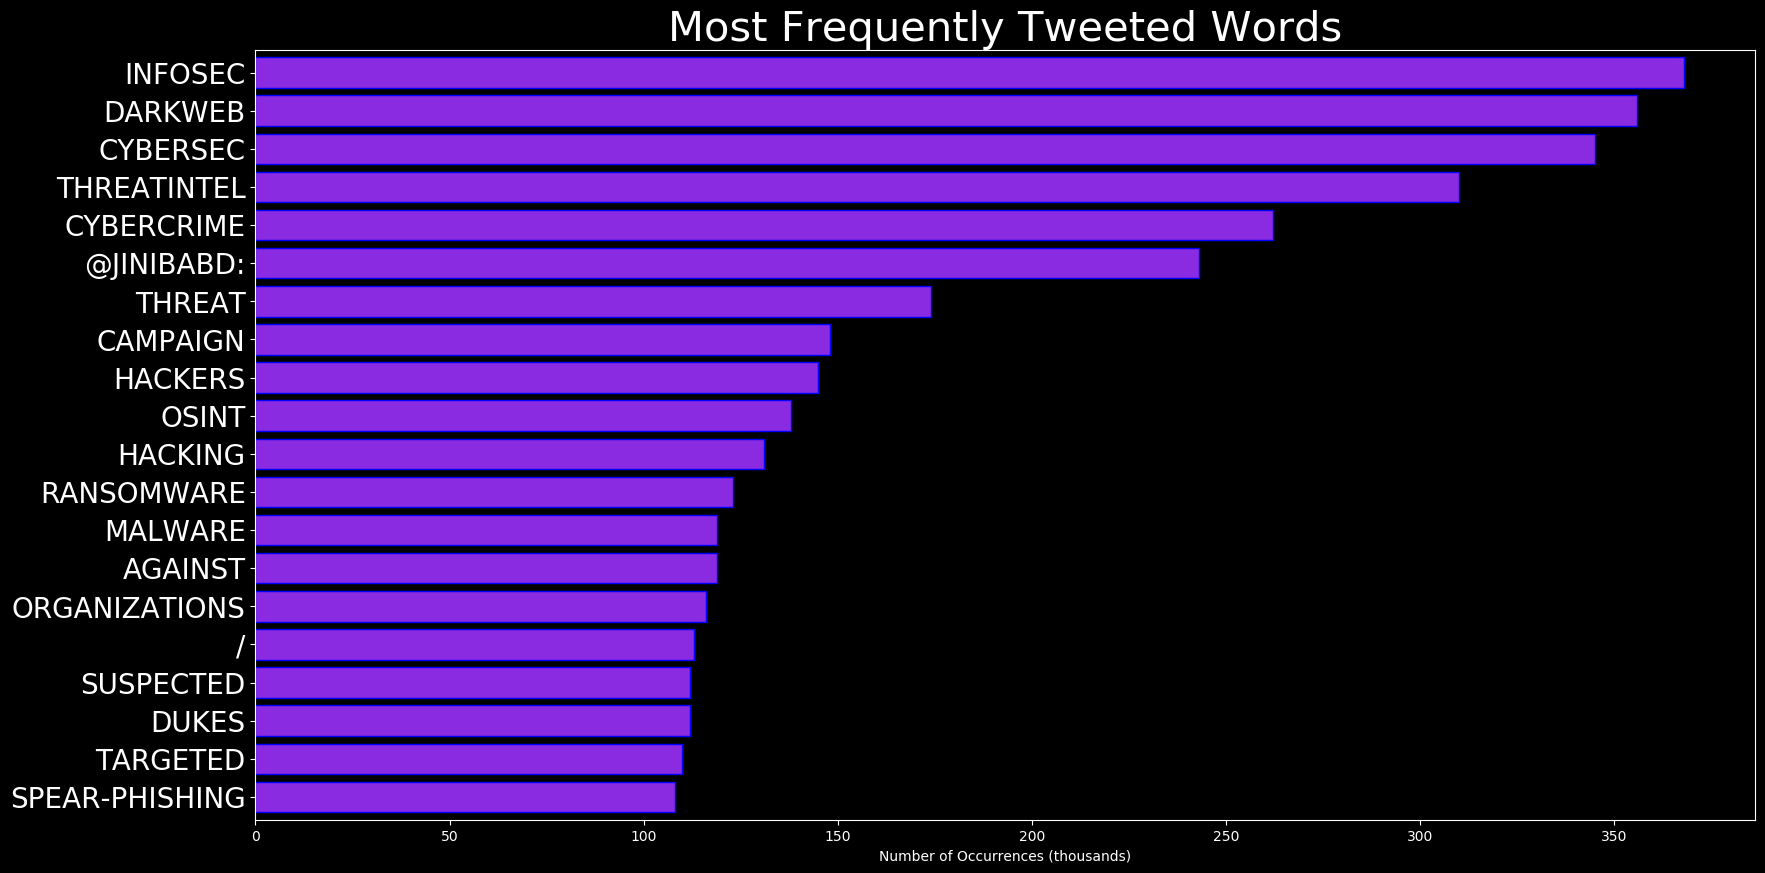 Most Frequently Tweeted Words
INFOSEC
DARKWEB
CYBERSEC
THREATINTEL
CYBERCRIME
@JINIBABD:
THREAT
CAMPAIGN
HACKERS
OSINT
HACKING
RANSOMWARE
MALWARE
AGAINST
ORGANIZATIONS
/
SUSPECTED
DUKES
TARGETED
SPEAR-PHISHING
0 50 100 150 200 250 300 350
Number of Occurrences (thousands)